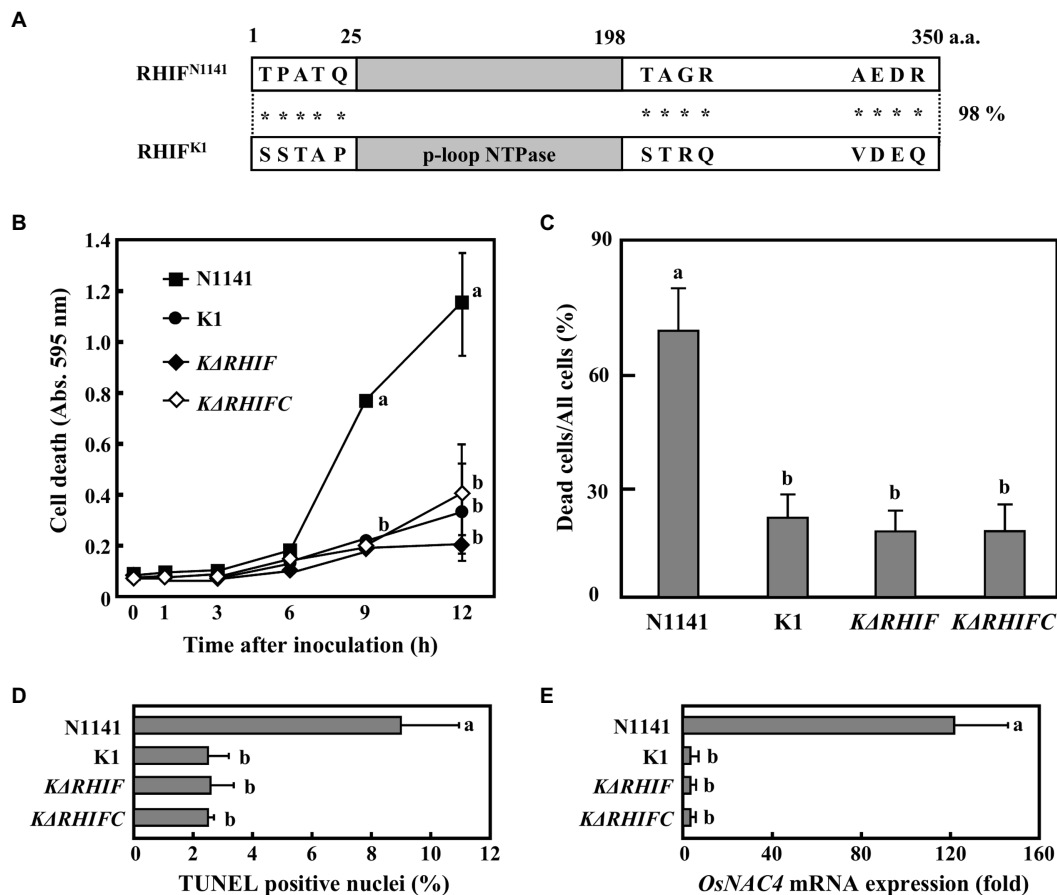 A
1 25 198 350 a.a.
RHIF^N1141 T P A T Q T A G R A E D R
* * * * * * * * * * * * * 98 %
RHIF^K1 S S T A P p-loop NTPase S T R Q V D E Q
B
1.4
1.2
1.0
0.8
0.6
0.4
0.2
0
Cell death (Abs. 595 nm)
N1141
K1
KΔRHIF
KΔRHIFC
a
a
b
b
b
b
0 1 3 6 9 12
Time after inoculation (h)
C
90
60
30
0
Dead cells/All cells (%)
a
b
b
b
N1141 K1 KΔRHIF KΔRHIFC
D
N1141 a
K1 b
KΔRHIF b
KΔRHIFC b
0 2 4 6 8 10 12
TUNEL positive nuclei (%)
E
N1141 a
K1 b
KΔRHIF b
KΔRHIFC b
0 40 80 120 160
OsNAC4 mRNA expression (fold)